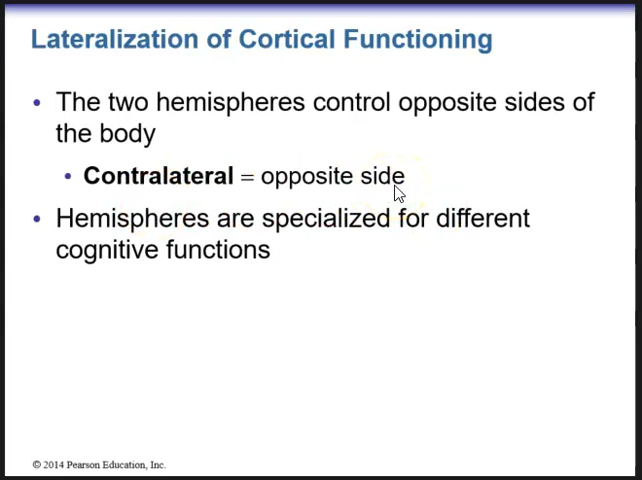 Lateralization of Cortical Functioning
• The two hemispheres control opposite sides of
the body
• Contralateral = opposite side
• Hemispheres are specialized for different
cognitive functions
© 2014 Pearson Education, Inc.